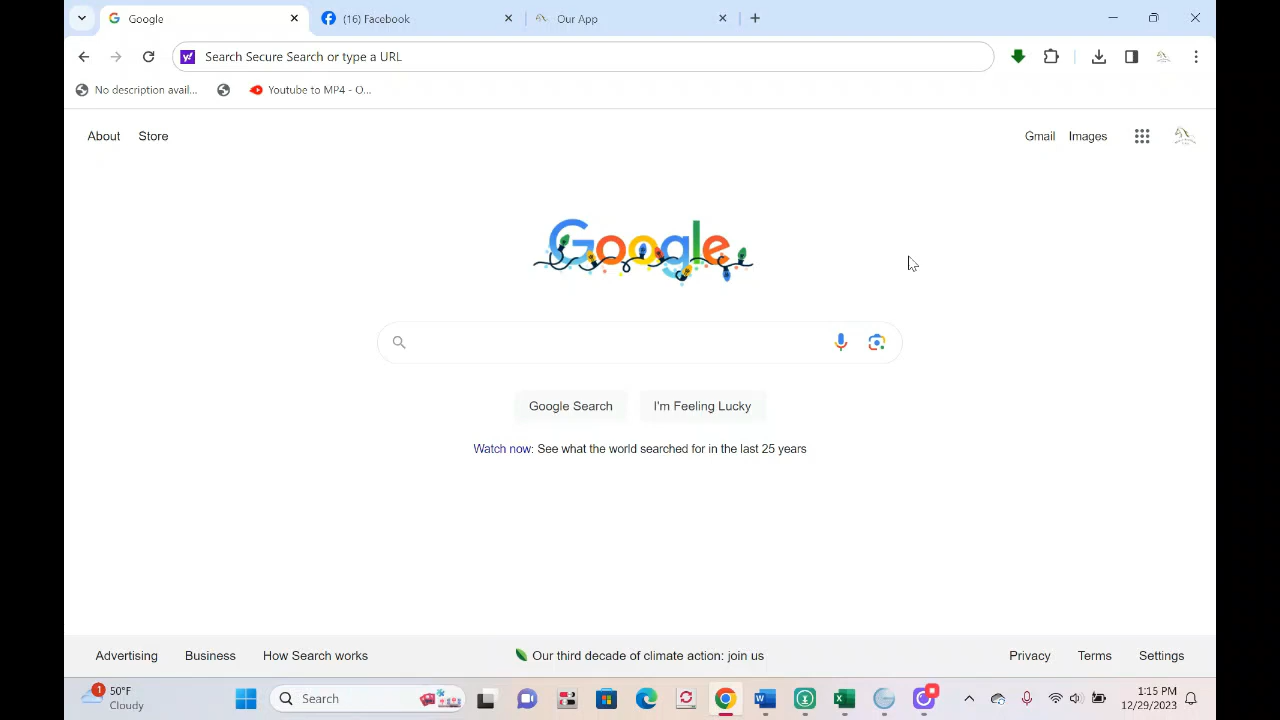 Google
(16) Facebook
Our App
Search Secure Search or type a URL
No description avail...
Youtube to MP4 - O...
About
Store
Gmail
Images
Google
Google Search
I'm Feeling Lucky
Watch now: See what the world searched for in the last 25 years
Our third decade of climate action: join us
Advertising
Business
How Search works
Privacy
Terms
Settings
1
50°F
Cloudy
Search
1:15 PM
12/29/2023